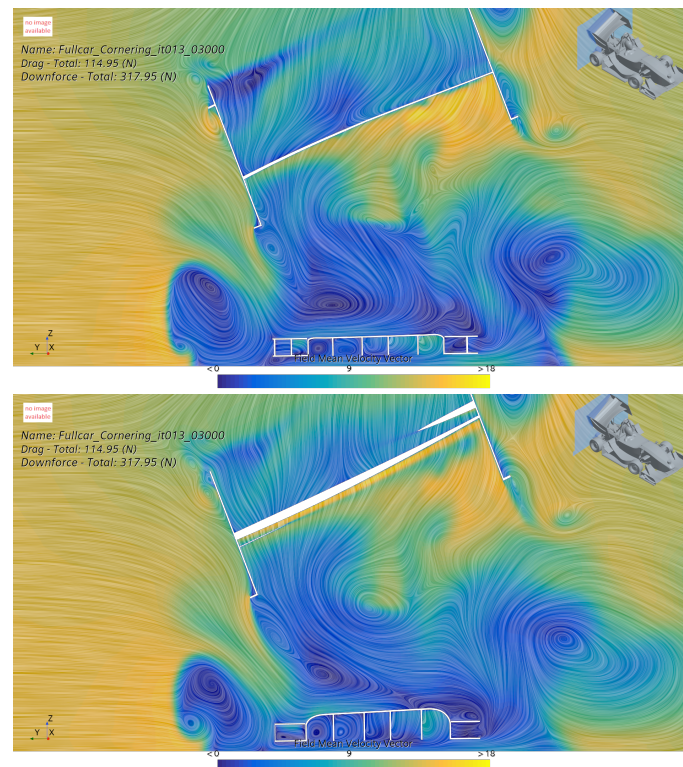 no image
available
Name: Fullcar_Cornering_it013_03000
Drag - Total: 114.95 (N)
Downforce - Total: 317.95 (N)
Z
Y X
Field Mean Velocity Vector
<0 9 >18
no image
available
Name: Fullcar_Cornering_it013_03000
Drag - Total: 114.95 (N)
Downforce - Total: 317.95 (N)
Z
Y X
Field Mean Velocity Vector
<0 9 >18